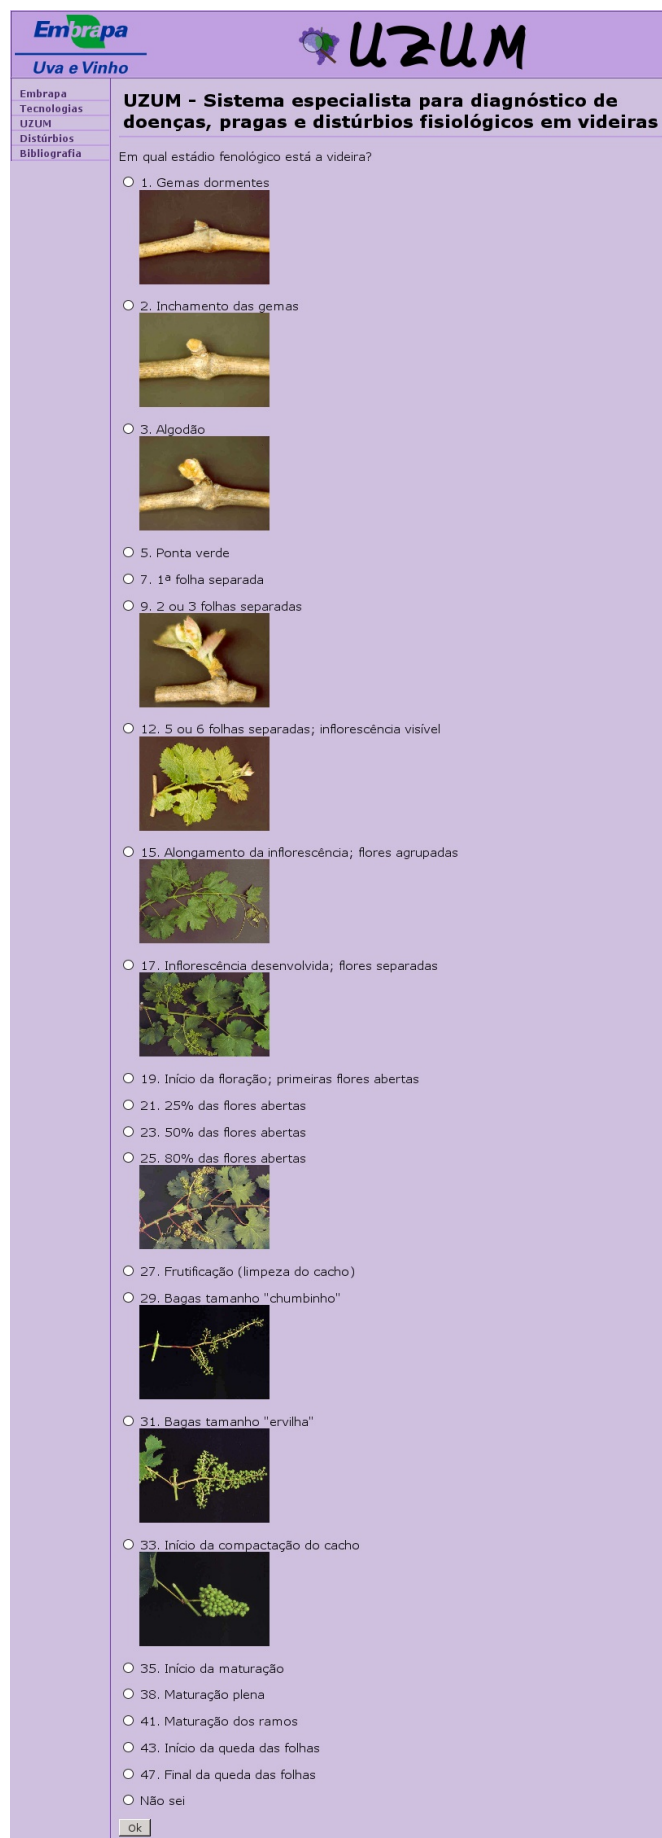 Embrapa
Uva e Vinho
UZUM
Embrapa
Tecnologias
UZUM
Distúrbios
Bibliografia
UZUM - Sistema especialista para diagnóstico de
doenças, pragas e distúrbios fisiológicos em videiras
Em qual estádio fenológico está a videira?
1. Gemas dormentes
2. Inchamento das gemas
3. Algodão
5. Ponta verde
7. 1ª folha separada
9. 2 ou 3 folhas separadas
12. 5 ou 6 folhas separadas; inflorescência visível
15. Alongamento da inflorescência; flores agrupadas
17. Inflorescência desenvolvida; flores separadas
19. Início da floração; primeiras flores abertas
21. 25% das flores abertas
23. 50% das flores abertas
25. 80% das flores abertas
27. Frutificação (limpeza do cacho)
29. Bagas tamanho "chumbinho"
31. Bagas tamanho "ervilha"
33. Início da compactação do cacho
35. Início da maturação
38. Maturação plena
41. Maturação dos ramos
43. Início da queda das folhas
47. Final da queda das folhas
Não sei
Ok